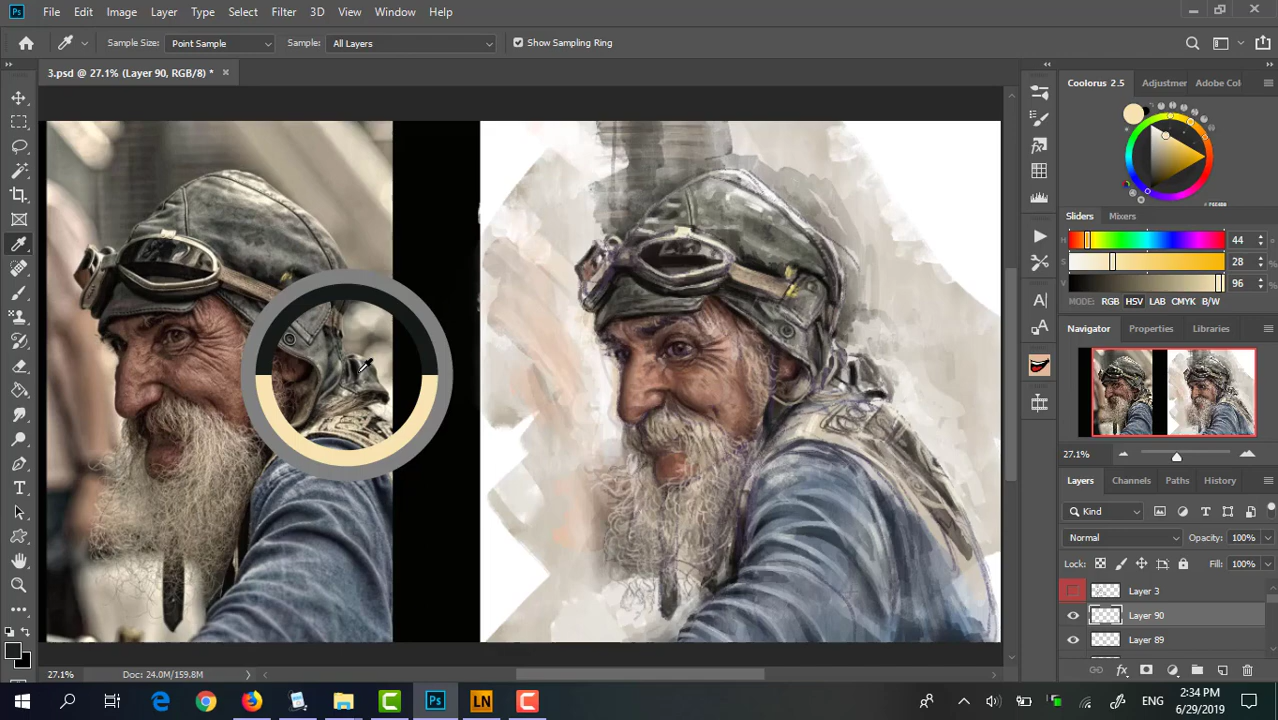 Ps File Edit Image Layer Type Select Filter 3D View Window Help
Sample Size: Point Sample Sample: All Layers Show Sampling Ring
3.psd @ 27.1% (Layer 90, RGB/8) *
Coolorus 2.5 Adjustmer Adobe Col
Sliders Mixers
H 44
S 28
V 96
MODE: RGB HSV LAB CMYK B/W
Navigator Properties Libraries
27.1%
Layers Channels Paths History
Kind
Normal Opacity: 100%
Lock: Fill: 100%
Layer 3
Layer 90
Layer 89
27.1% Doc: 24.0M/159.8M
Ps LN ENG 2:34 PM
6/29/2019